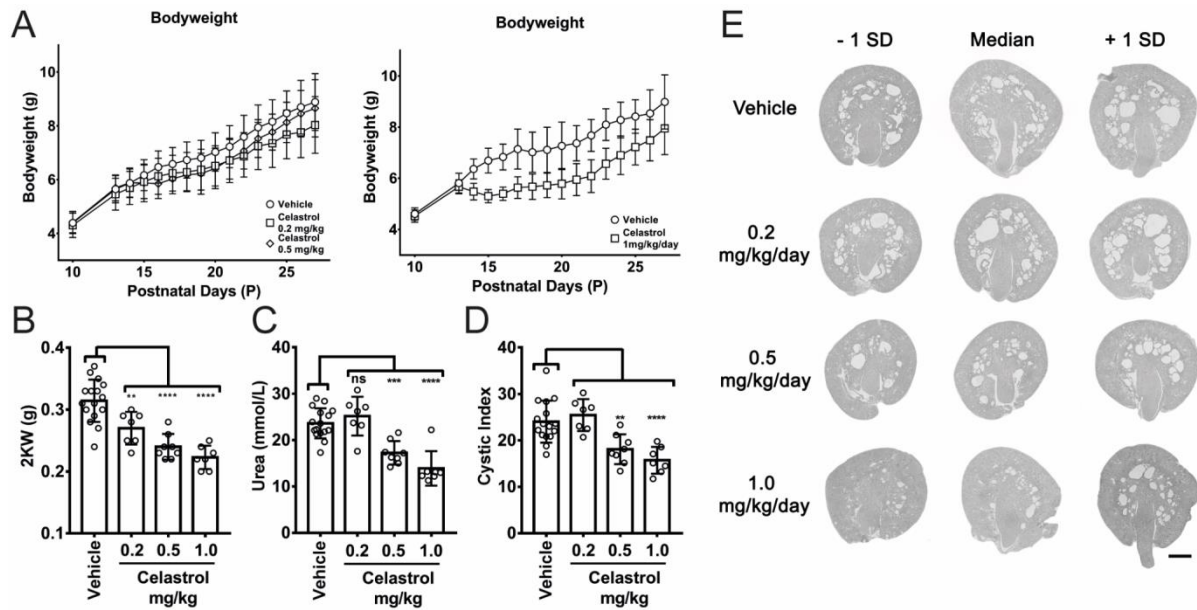 A
Bodyweight
Bodyweight (g)
10
8
6
4
10 15 20 25
Postnatal Days (P)
Vehicle
Celastrol
0.2 mg/kg
Celastrol
0.5 mg/kg
Bodyweight
Bodyweight (g)
10
8
6
4
10 15 20 25
Postnatal Days (P)
Vehicle
Celastrol
1mg/kg/day
B
2KW (g)
0.4
0.3
0.2
0.1
** **** ****
Vehicle
0.2 0.5 1.0
Celastrol
mg/kg
C
Urea (mmol/L)
40
30
20
10
0
ns *** ****
Vehicle
0.2 0.5 1.0
Celastrol
mg/kg
D
Cystic Index
40
30
20
10
0
** ****
Vehicle
0.2 0.5 1.0
Celastrol
mg/kg
E
- 1 SD Median + 1 SD
Vehicle
0.2
mg/kg/day
0.5
mg/kg/day
1.0
mg/kg/day